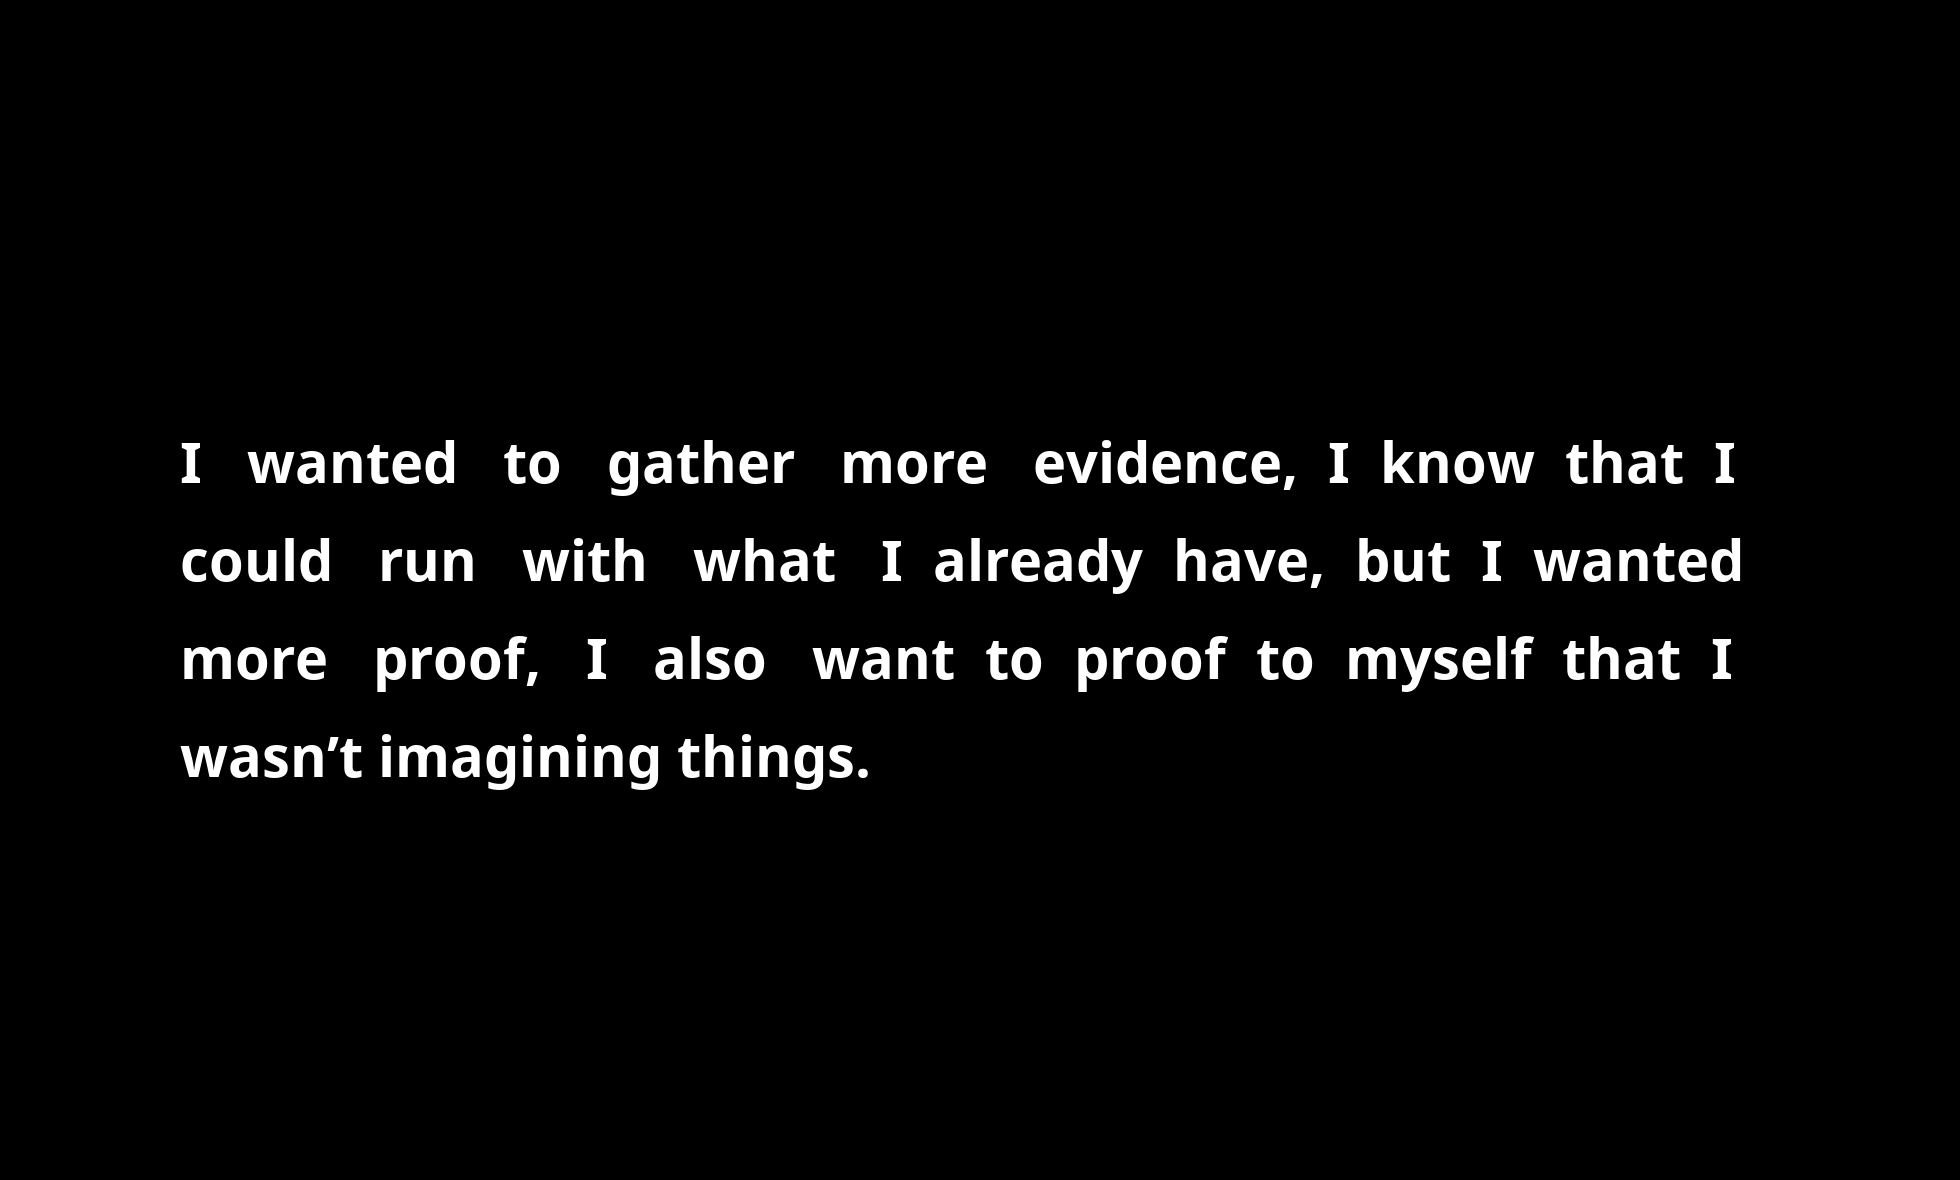 I wanted to gather more evidence, I know that I
could run with what I already have, but I wanted
more proof, I also want to proof to myself that I
wasn’t imagining things.